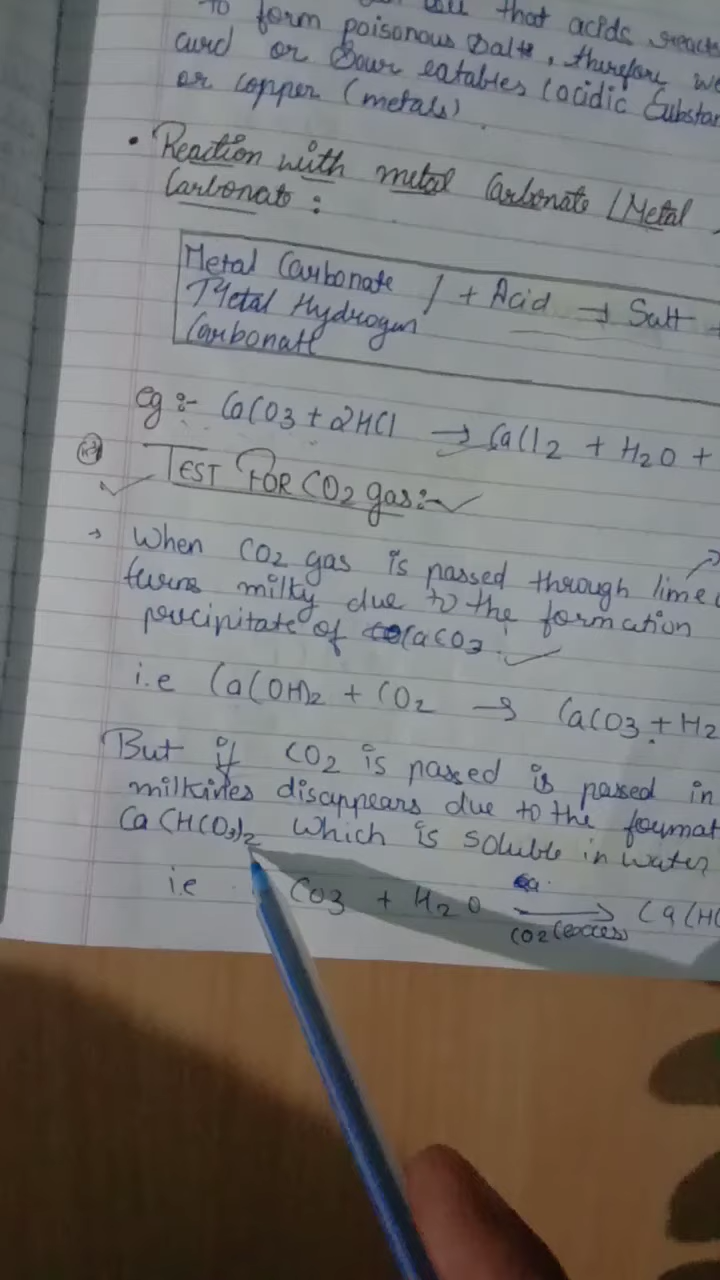 to form poisonous Salts, therefore we
that acids react
curd or Sour eatables (acidic Substan
or copper (metals).
• Reaction with metal Carbonate / Metal
Carbonate :
Metal Carbonate / + Acid → Salt +
Metal Hydrogen
Carbonate
eg :- CaCO3 + 2HCl → CaCl2 + H2O +
TEST FOR CO2 gas:-
→ When CO2 gas is passed through lime
turns milky due to the formation
precipitate of CaCO3.
i.e Ca(OH)2 + CO2 → CaCO3 + H2
But if CO2 is passed is passed in
milkines disappears due to the format
Ca(HCO3)2 which is soluble in water
i.e CO3 + H2O → Ca(HC
CO2 (excess)